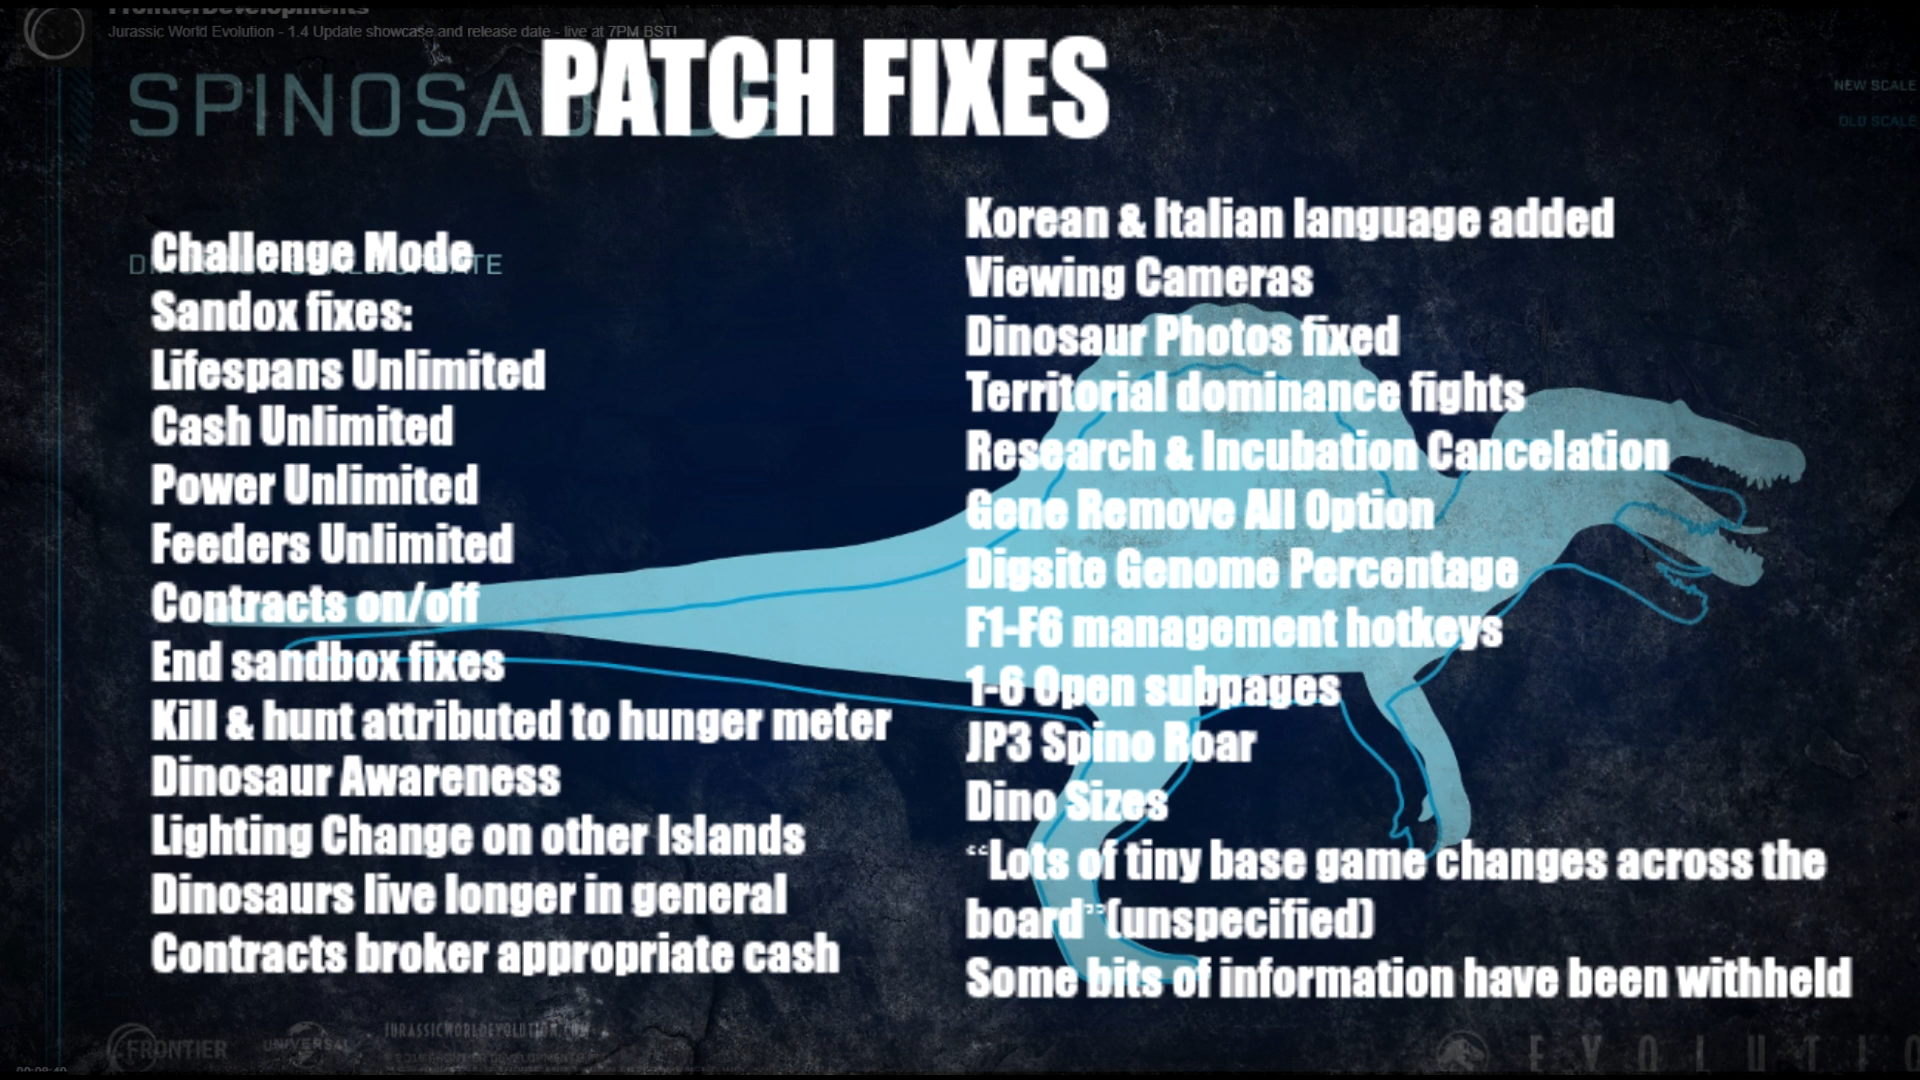 Jurassic World Evolution - 1.4 Update showcase and release date - live at 7PM BST!
PATCH FIXES
NEW SCALE
OLD SCALE
Challenge Mode
Sandox fixes:
Lifespans Unlimited
Cash Unlimited
Power Unlimited
Feeders Unlimited
Contracts on/off
End sandbox fixes
Kill & hunt attributed to hunger meter
Dinosaur Awareness
Lighting Change on other Islands
Dinosaurs live longer in general
Contracts broker appropriate cash
Korean & Italian language added
Viewing Cameras
Dinosaur Photos fixed
Territorial dominance fights
Research & Incubation Cancelation
Gene Remove All Option
Digsite Genome Percentage
F1-F6 management hotkeys
1-6 Open subpages
JP3 Spino Roar
Dino Sizes
“Lots of tiny base game changes across the
board”(unspecified)
Some bits of information have been withheld
FRONTIER
UNIVERSAL
JURASSICWORLDEVOLUTION.COM